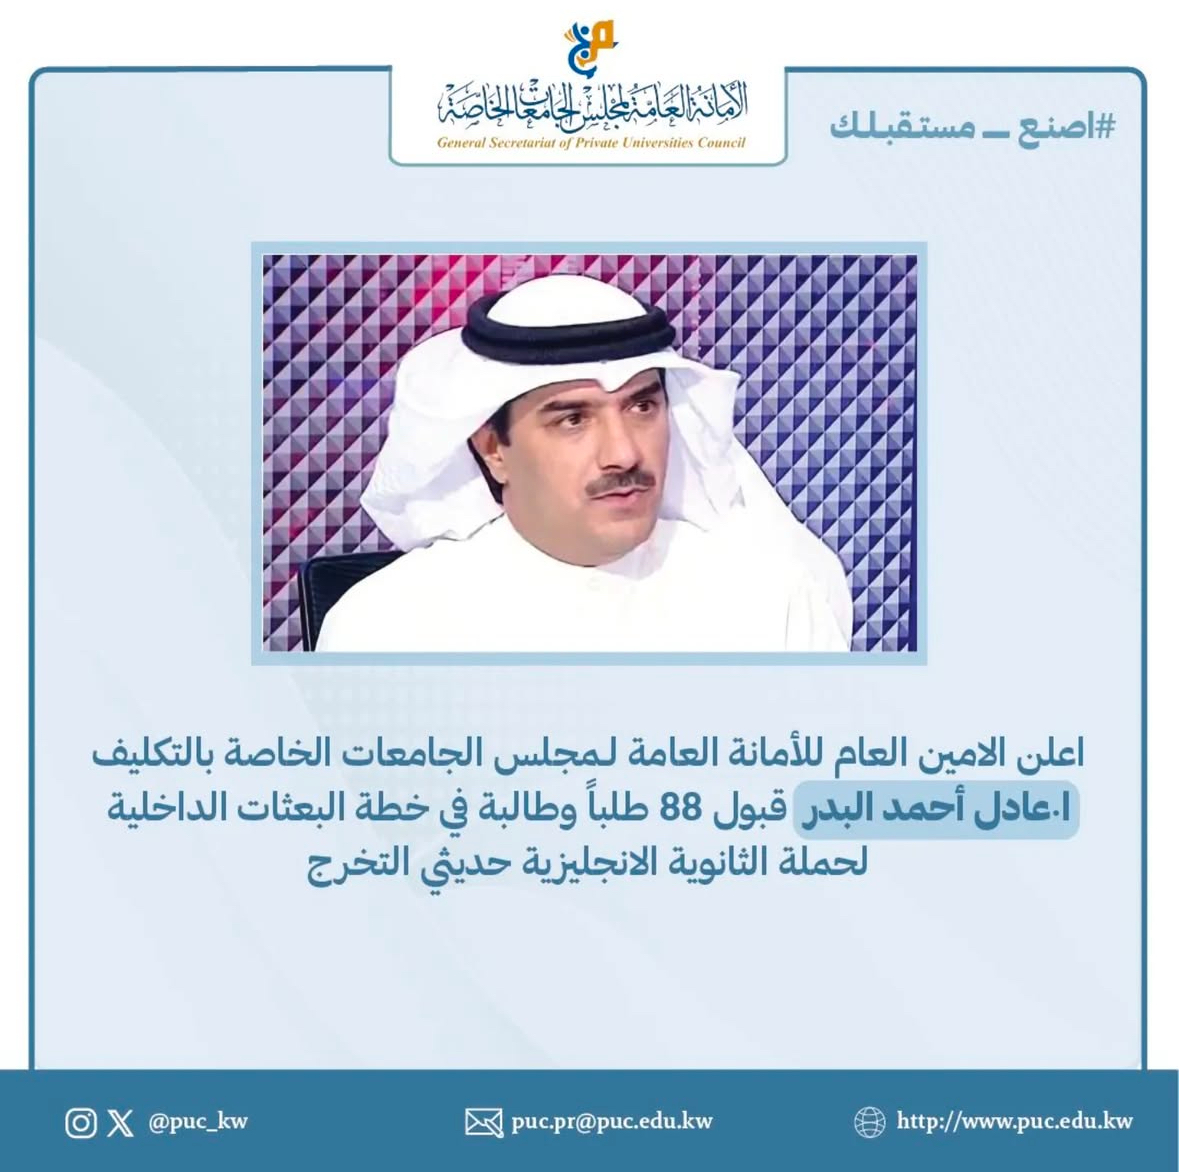 الأمانة العامة لمجلس الجامعات الخاصة
General Secretariat of Private Universities Council
#اصنع _ مستقبلك
اعلن الامين العام للأمانة العامة لمجلس الجامعات الخاصة بالتكليف
ا.عادل أحمد البدر قبول 88 طلباً وطالبة في خطة البعثات الداخلية
لحملة الثانوية الانجليزية حديثي التخرج
@puc_kw
puc.pr@puc.edu.kw
http://www.puc.edu.kw